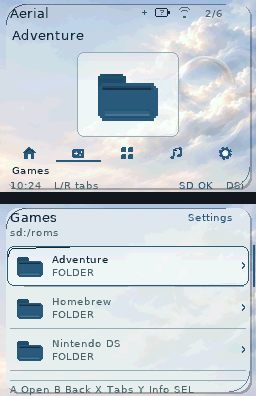 Aerial + ? 2/6
Adventure
Games
10:24 L/R tabs SD OK DSi
Games Settings
sd:/roms
Adventure
FOLDER
Homebrew
FOLDER
Nintendo DS
FOLDER
A Open B Back X Tabs Y Info SEL